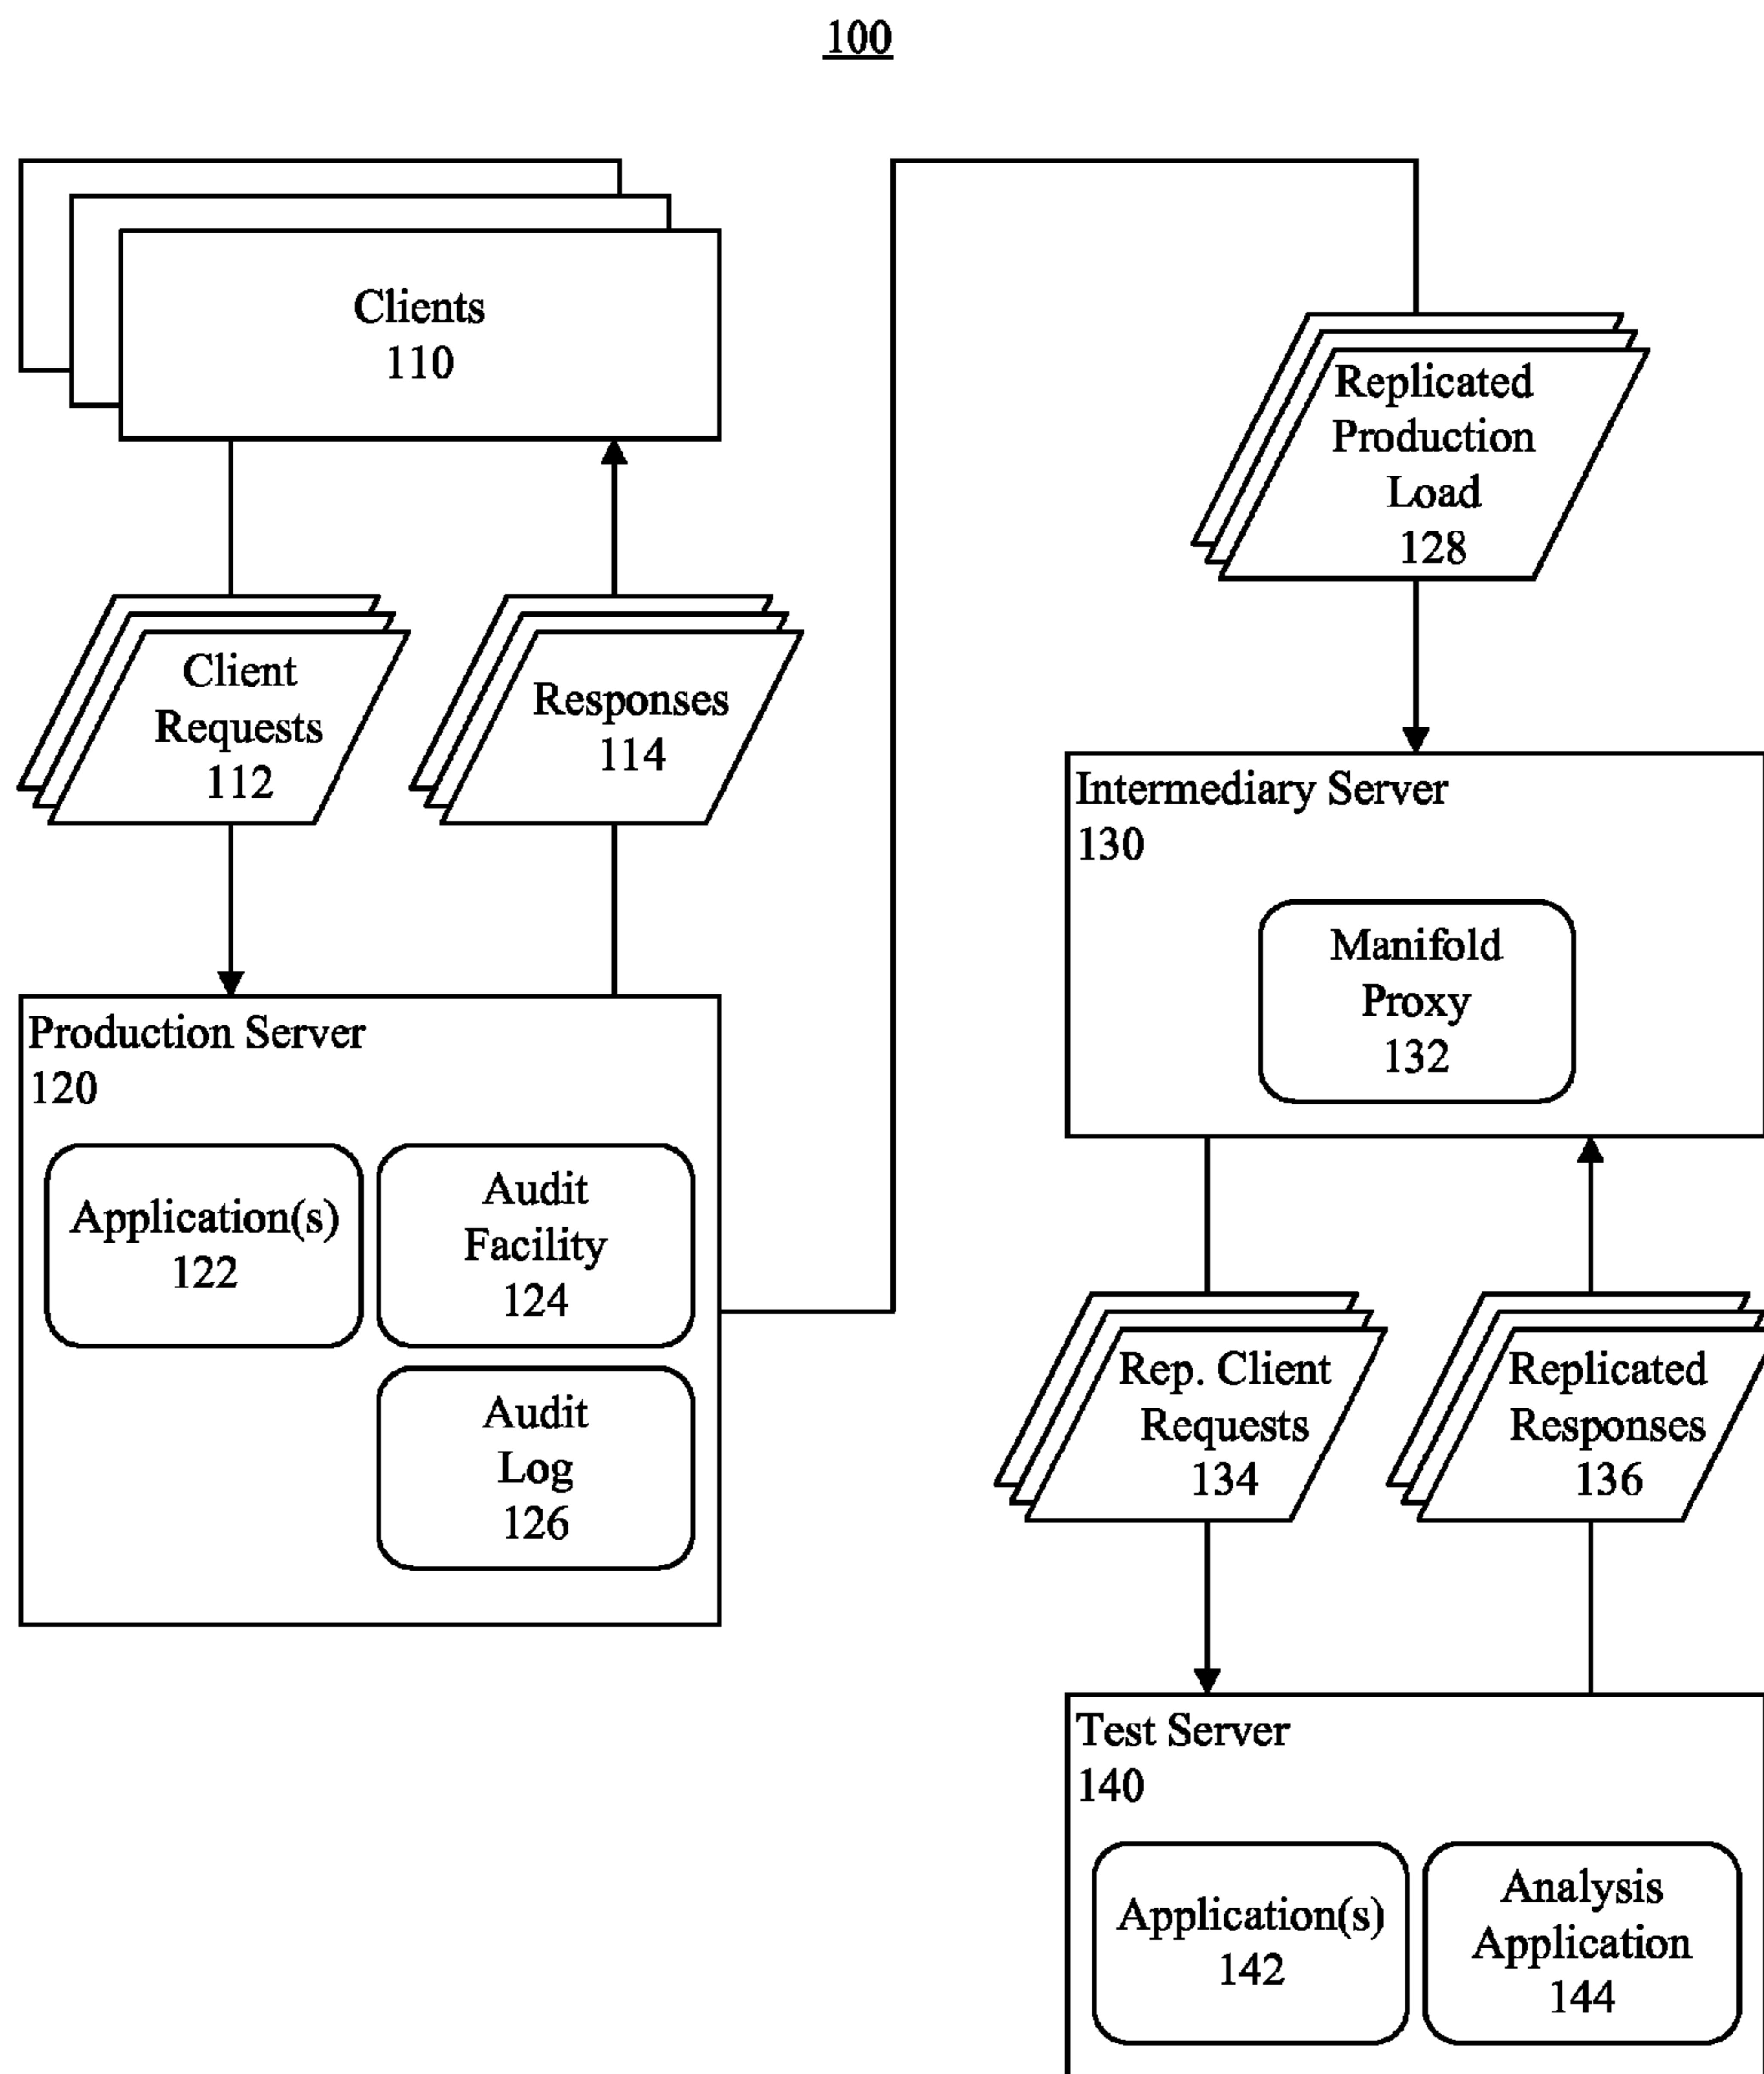 100
Clients
110
Client
Requests
112
Responses
114
Production Server
120
Application(s)
122
Audit
Facility
124
Audit
Log
126
Replicated
Production
Load
128
Intermediary Server
130
Manifold
Proxy
132
Rep. Client
Requests
134
Replicated
Responses
136
Test Server
140
Application(s)
142
Analysis
Application
144